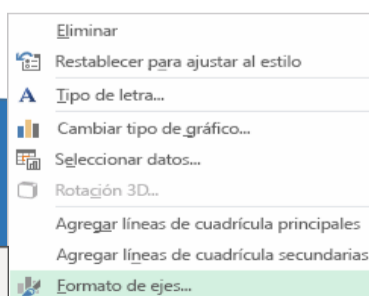 Eliminar
Restablecer para ajustar al estilo
Tipo de letra...
Cambiar tipo de gráfico...
Seleccionar datos...
Rotación 3D...
Agregar líneas de cuadrícula principales
Agregar líneas de cuadrícula secundarias
Formato de ejes...